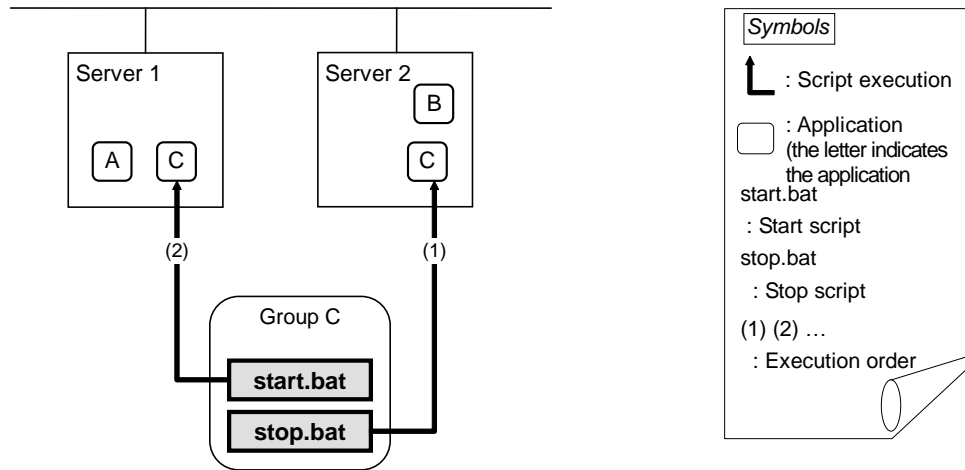 Server 1
A
C
Server 2
B
C
(2)
(1)
Group C
start.bat
stop.bat
Symbols
: Script execution
: Application
(the letter indicates
the application
start.bat
: Start script
stop.bat
: Stop script
(1) (2) …
: Execution order